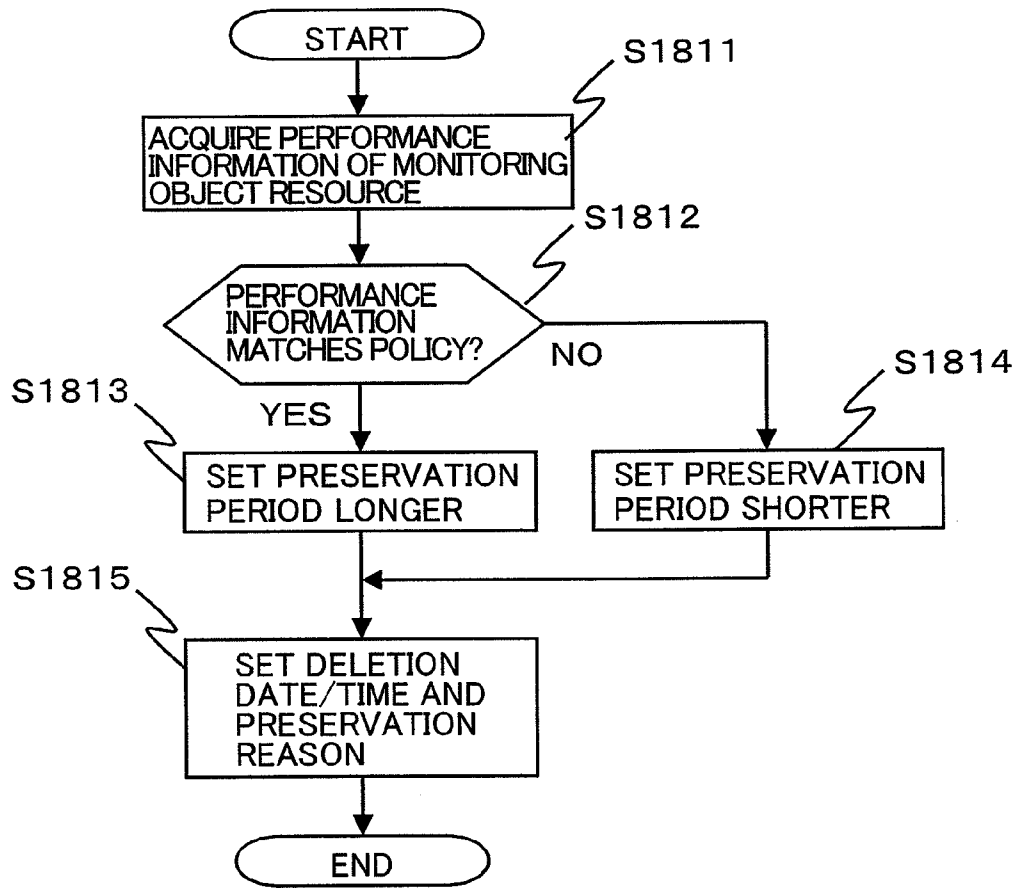 START
S1811
ACQUIRE PERFORMANCE
INFORMATION OF MONITORING
OBJECT RESOURCE
S1812
PERFORMANCE
INFORMATION
MATCHES POLICY?
NO
YES
S1813
S1814
SET PRESERVATION
PERIOD LONGER
SET PRESERVATION
PERIOD SHORTER
S1815
SET DELETION
DATE/TIME AND
PRESERVATION
REASON
END